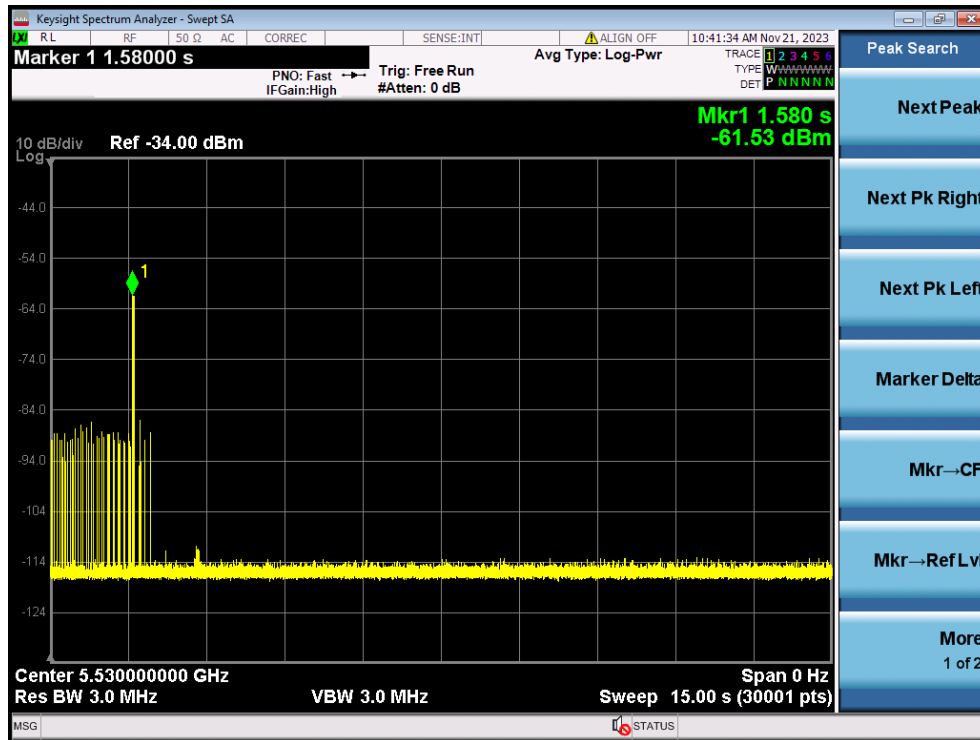 Keysight Spectrum Analyzer - Swept SA
LXI RL RF 50 Ω AC CORREC SENSE:INT ALIGN OFF 10:41:34 AM Nov 21, 2023
Marker 1 1.58000 s
PNO: Fast
IFGain:High
Trig: Free Run
#Atten: 0 dB
Avg Type: Log-Pwr
TRACE 1 2 3 4 5 6
TYPE WWWWWWW
DET P N N N N N
Mkr1 1.580 s
-61.53 dBm
10 dB/div Ref -34.00 dBm
Log
-44.0
-54.0
1
-64.0
-74.0
-84.0
-94.0
-104
-114
-124
Center 5.530000000 GHz Span 0 Hz
Res BW 3.0 MHz VBW 3.0 MHz Sweep 15.00 s (30001 pts)
MSG STATUS
Peak Search
Next Peak
Next Pk Right
Next Pk Left
Marker Delta
Mkr→CF
Mkr→Ref Lvl
More
1 of 2